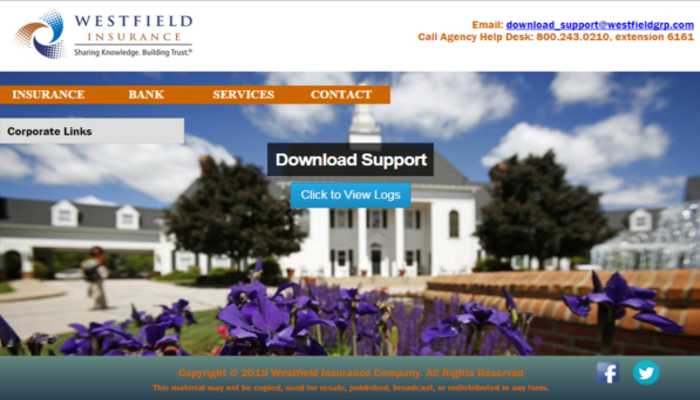 WESTFIELD
INSURANCE
Sharing Knowledge. Building Trust.®
Email: download_support@westfieldgrp.com
Call Agency Help Desk: 800.243.0210, extension 6161
INSURANCE BANK SERVICES CONTACT
Corporate Links
Download Support
Click to View Logs
Copyright © 2015 Westfield Insurance Company. All Rights Reserved
This material may not be copied, used for resale, published, broadcast, or redistributed in any form.